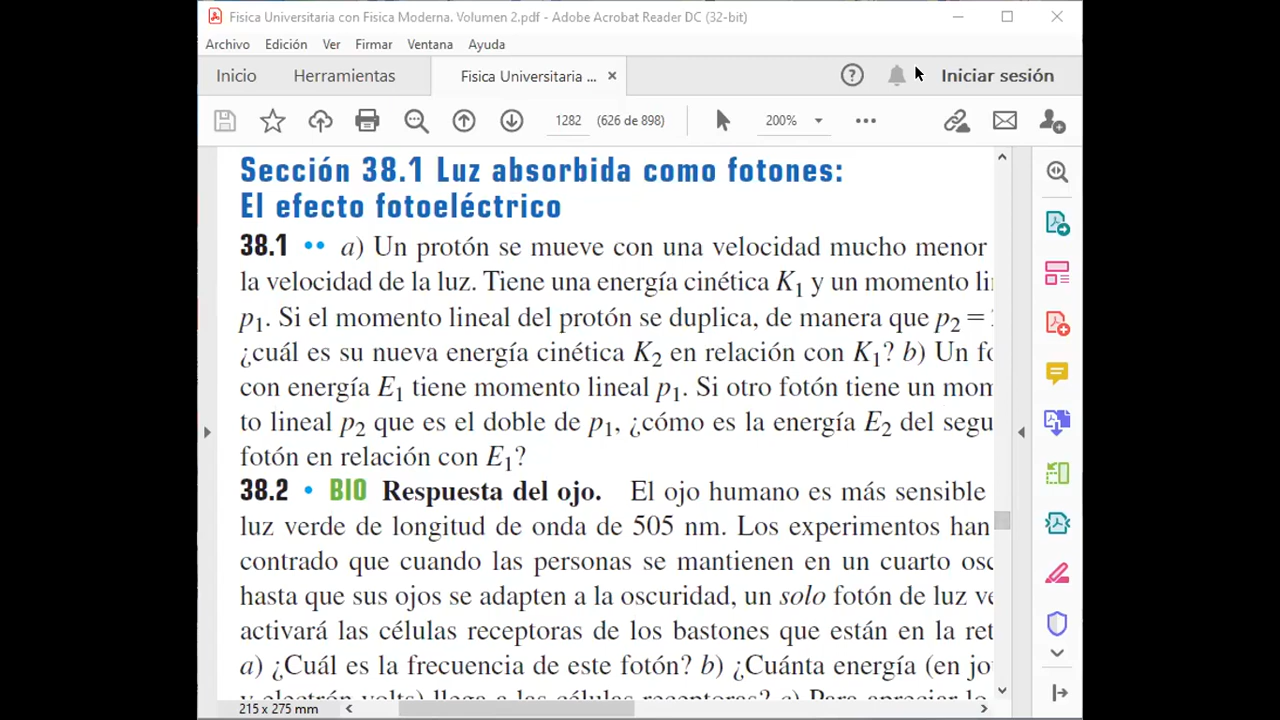 Fisica Universitaria con Fisica Moderna. Volumen 2.pdf - Adobe Acrobat Reader DC (32-bit)
Archivo Edición Ver Firmar Ventana Ayuda
Inicio Herramientas Fisica Universitaria ... × Iniciar sesión
1282 (626 de 898) 200%
Sección 38.1 Luz absorbida como fotones:
El efecto fotoeléctrico
38.1 •• a) Un protón se mueve con una velocidad mucho menor
la velocidad de la luz. Tiene una energía cinética K₁ y un momento li
p₁. Si el momento lineal del protón se duplica, de manera que p₂ =
¿cuál es su nueva energía cinética K₂ en relación con K₁? b) Un fo
con energía E₁ tiene momento lineal p₁. Si otro fotón tiene un mom
to lineal p₂ que es el doble de p₁, ¿cómo es la energía E₂ del segu
fotón en relación con E₁?
38.2 • BIO Respuesta del ojo. El ojo humano es más sensible
luz verde de longitud de onda de 505 nm. Los experimentos han
contrado que cuando las personas se mantienen en un cuarto osc
hasta que sus ojos se adapten a la oscuridad, un solo fotón de luz ve
activará las células receptoras de los bastones que están en la ret
a) ¿Cuál es la frecuencia de este fotón? b) ¿Cuánta energía (en jo
y electrón volts) llega a las células receptoras? c) Para apreciar lo
215 x 275 mm